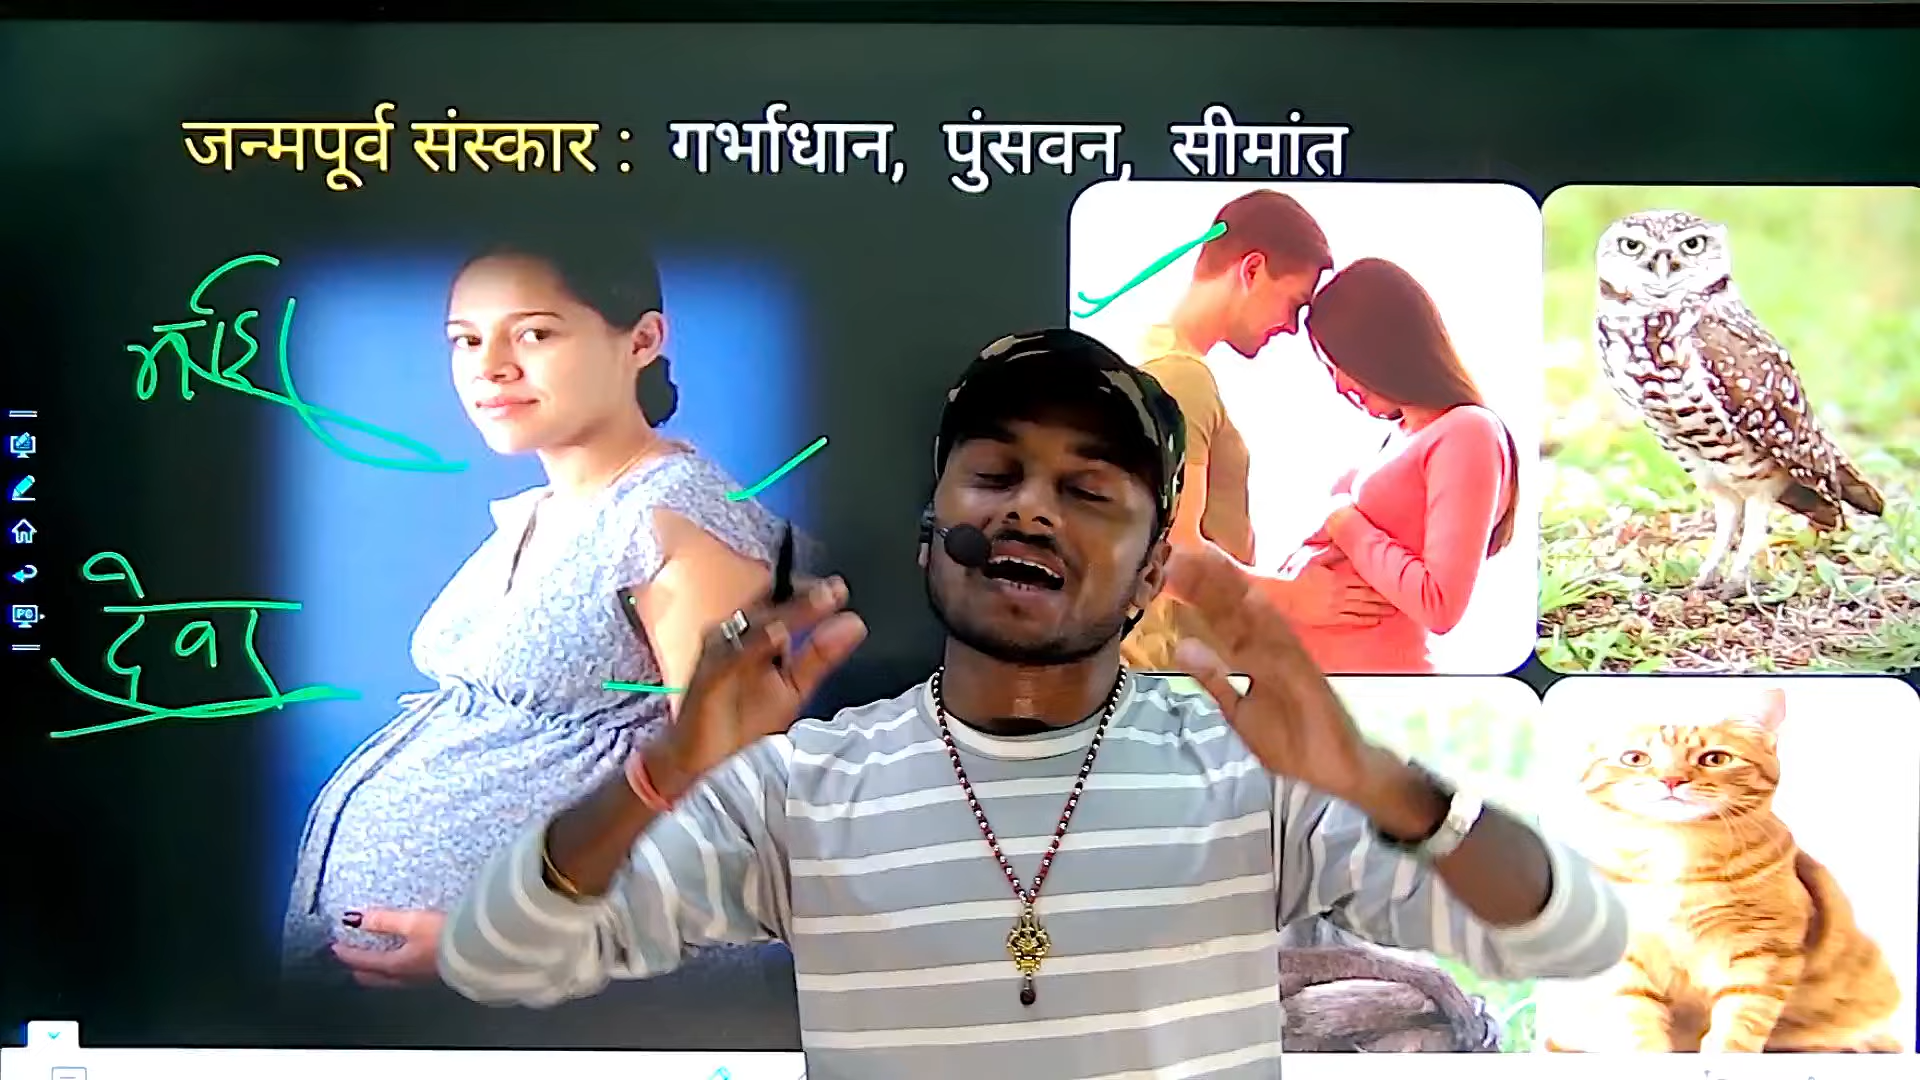 जन्मपूर्व संस्कार : गर्भाधान, पुंसवन, सीमांत
देवा